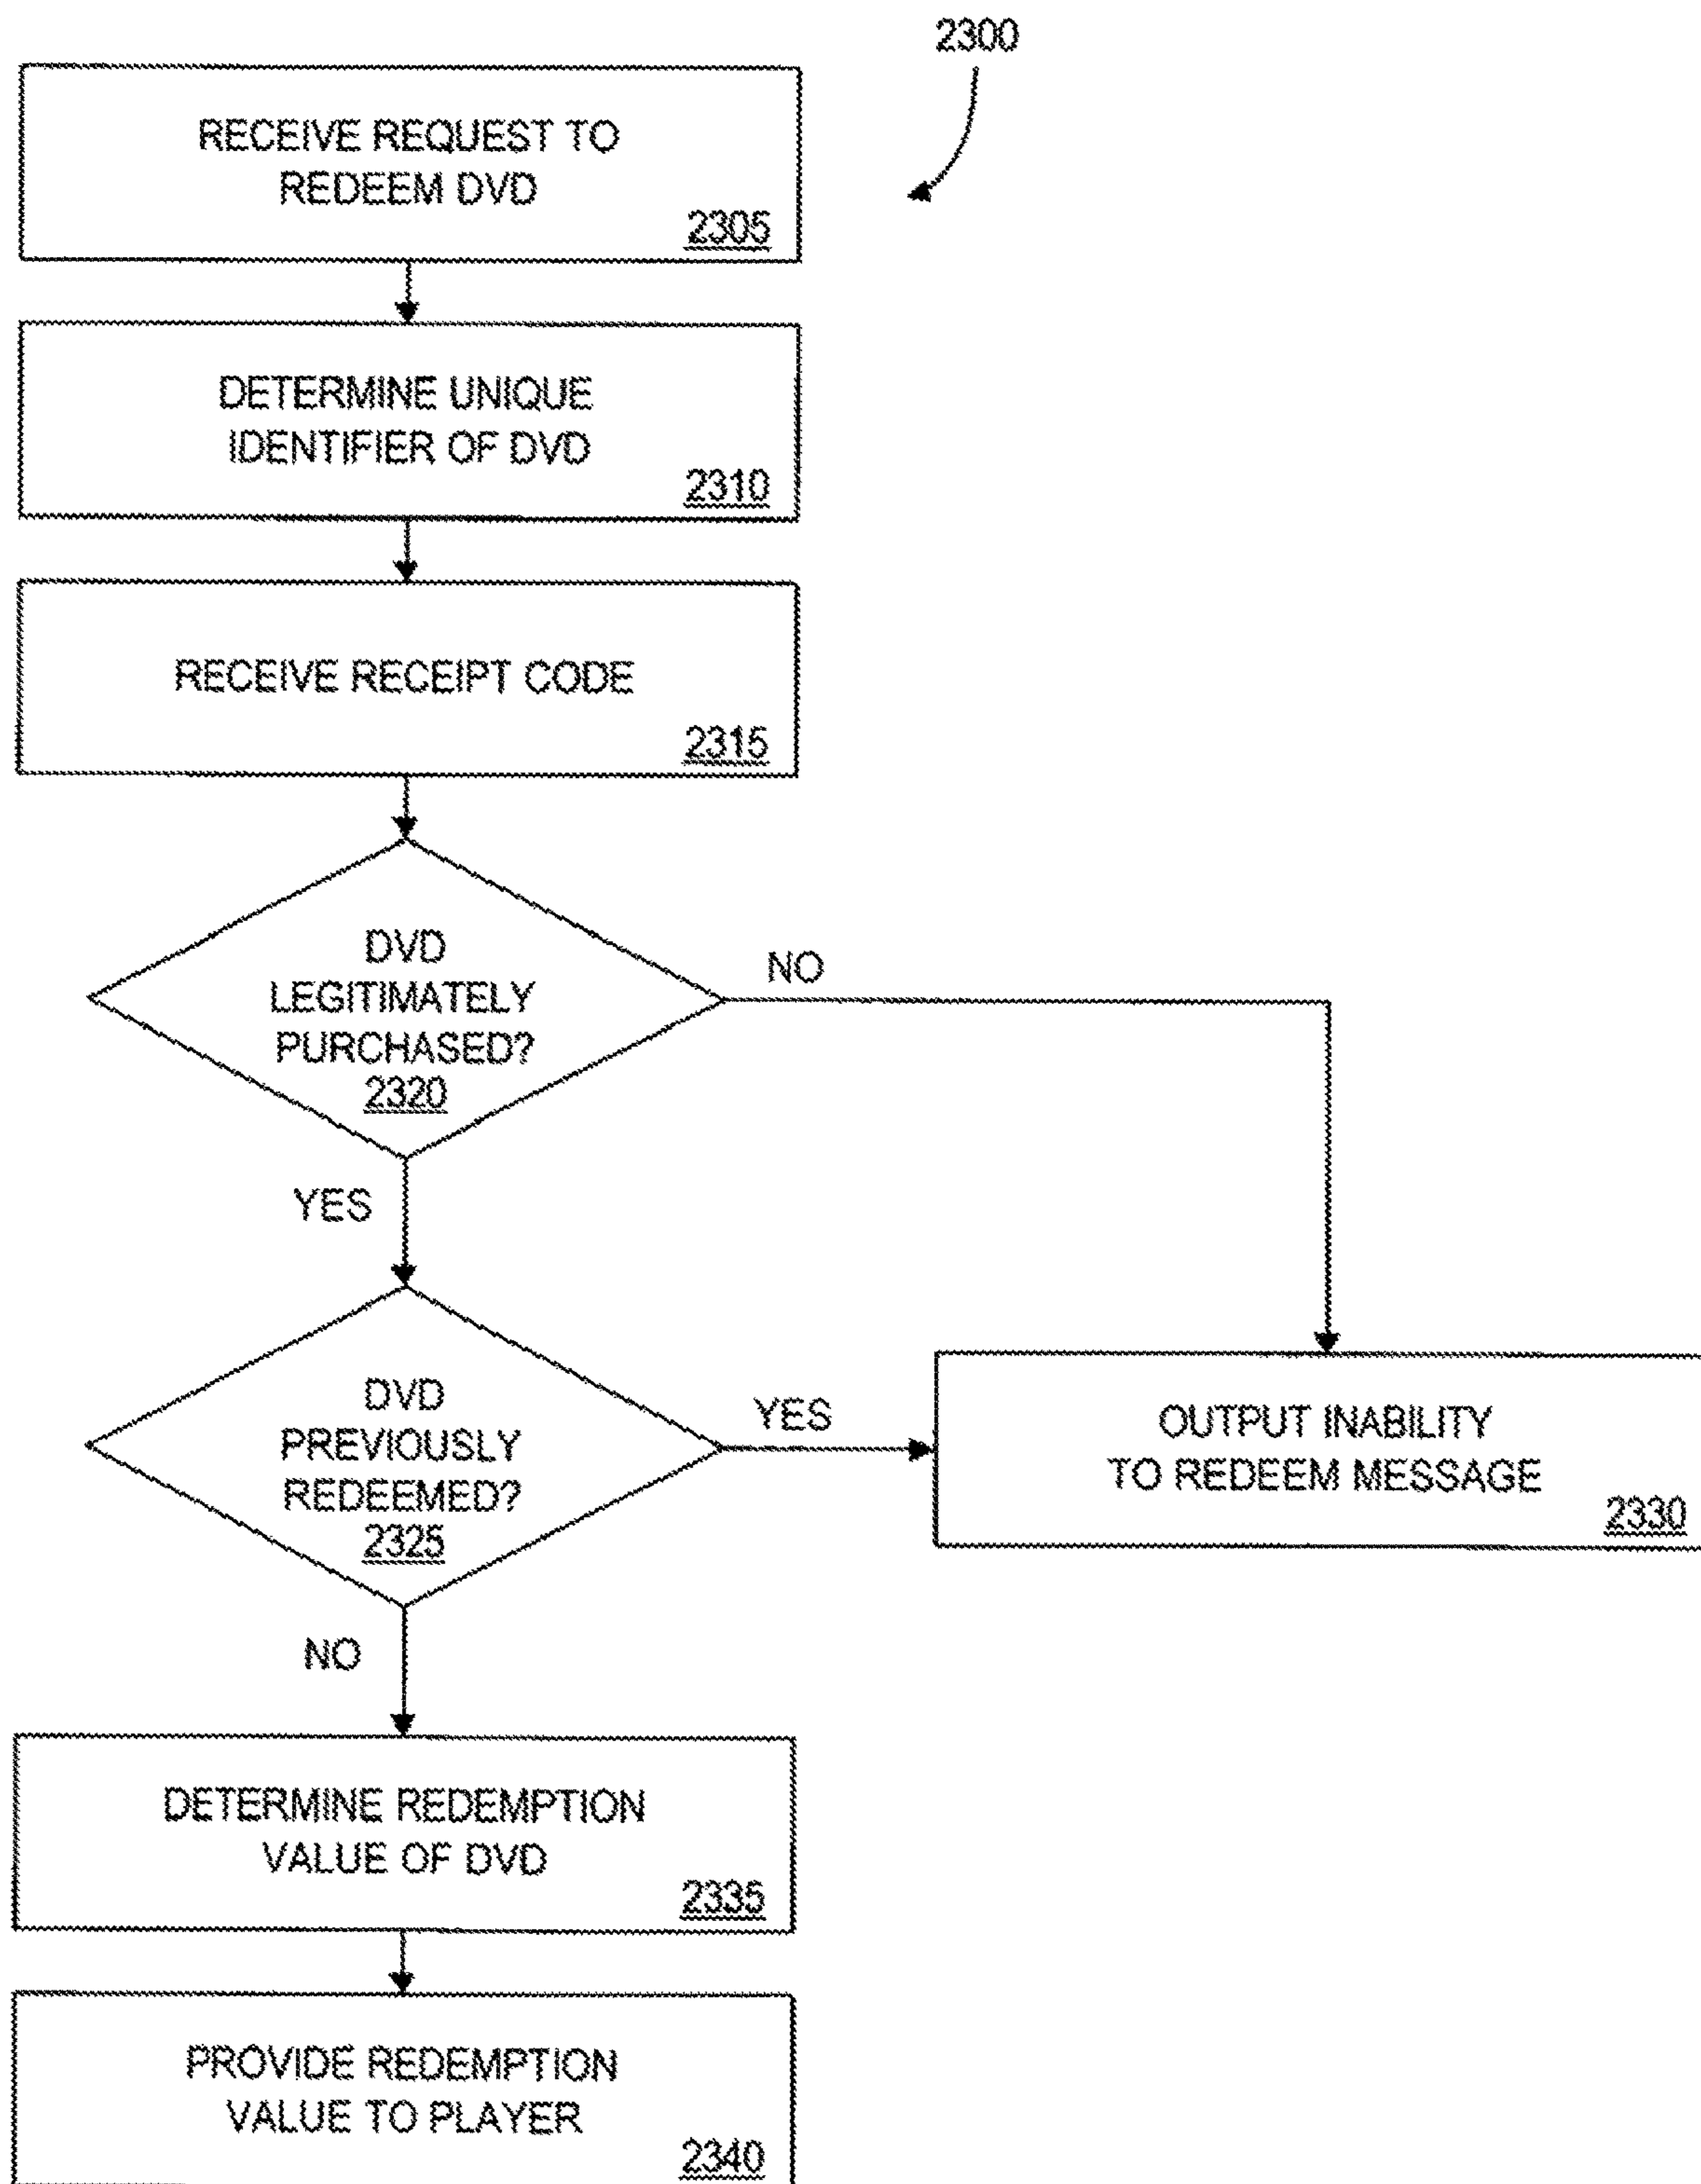 2300
RECEIVE REQUEST TO
REDEEM DVD
2305
DETERMINE UNIQUE
IDENTIFIER OF DVD
2310
RECEIVE RECEIPT CODE
2315
DVD
LEGITIMATELY
PURCHASED?
2320
NO
YES
DVD
PREVIOUSLY
REDEEMED?
2325
YES
OUTPUT INABILITY
TO REDEEM MESSAGE
2330
NO
DETERMINE REDEMPTION
VALUE OF DVD
2335
PROVIDE REDEMPTION
VALUE TO PLAYER
2340